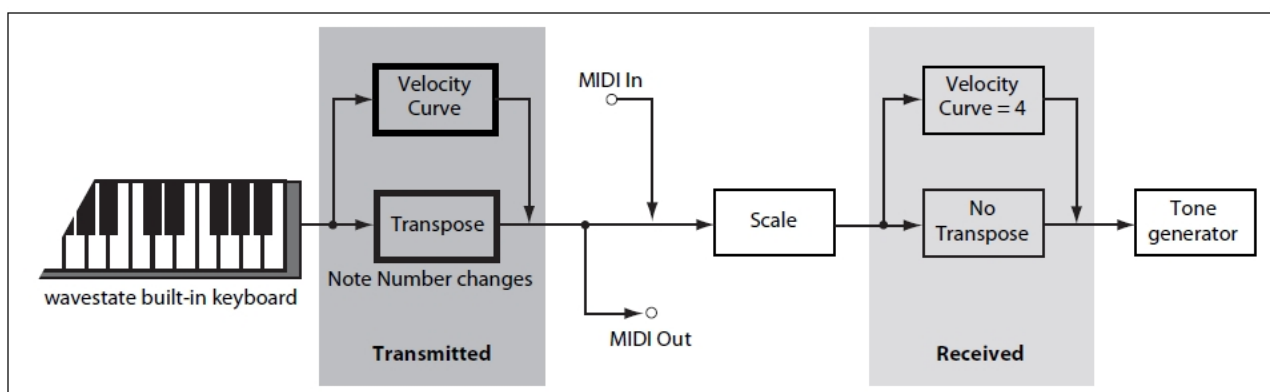 Velocity
Curve
Transpose
Note Number changes
wavestate built-in keyboard
Transmitted
MIDI In
MIDI Out
Scale
Velocity
Curve = 4
No
Transpose
Received
Tone
generator